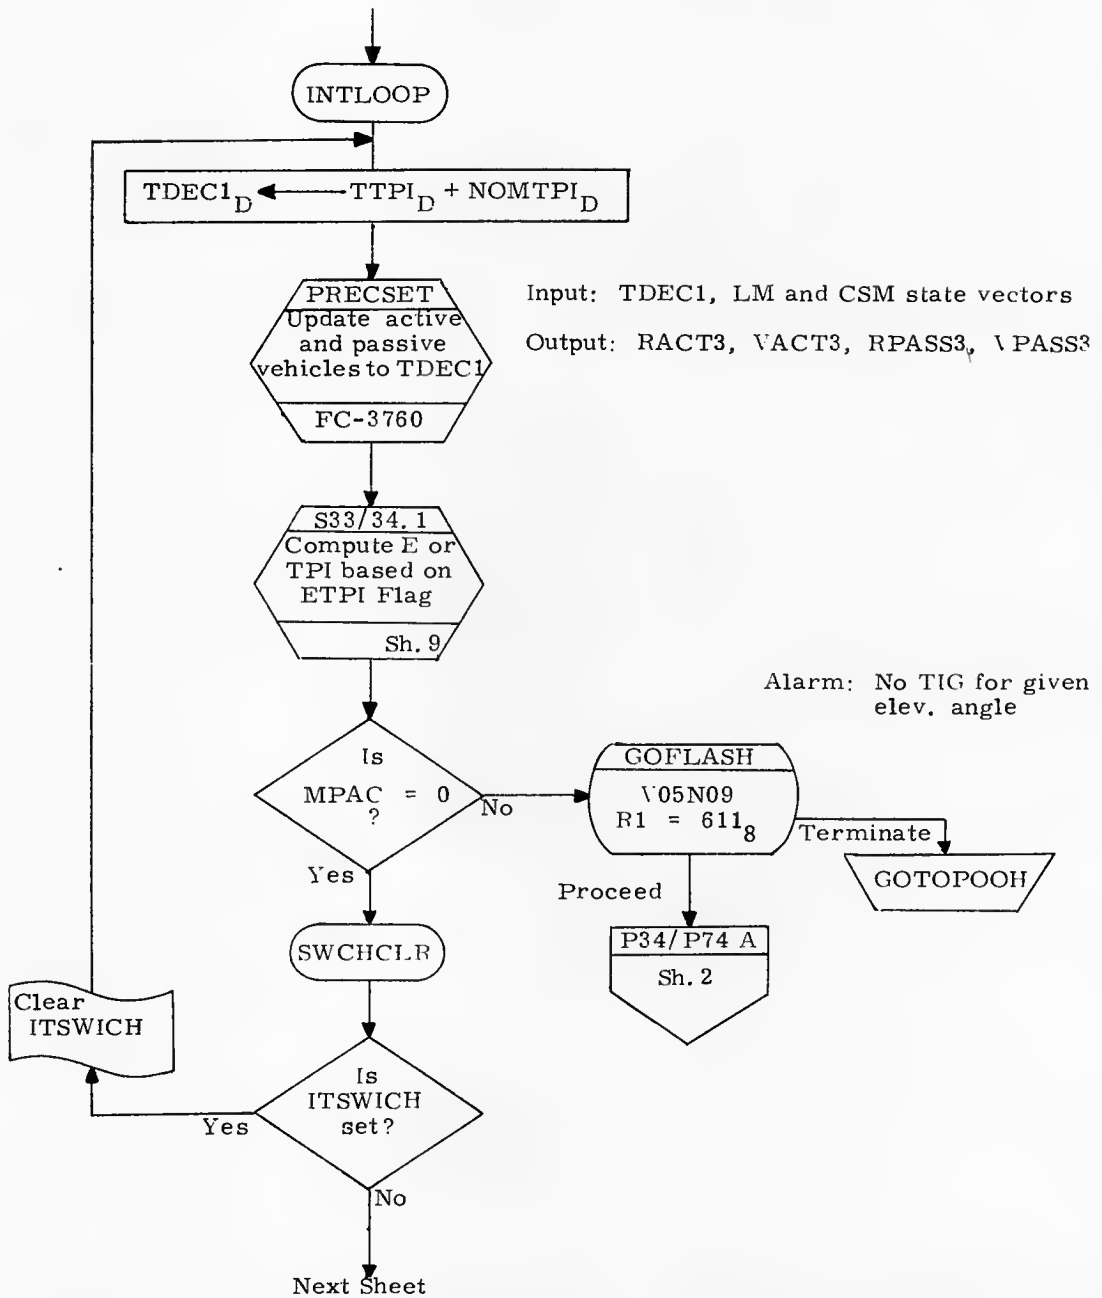 INTLOOP
TDEC1D ← TTPID + NOMTPID
PRECSET
Update active
and passive
vehicles to TDEC1
FC-3760
Input: TDEC1, LM and CSM state vectors
Output: RACT3, VACT3, RPASS3, VPASS3
S33/34.1
Compute E or
TPI based on
ETPI Flag
Sh. 9
Alarm: No TIG for given
elev. angle
Is
MPAC = 0
?
No
Yes
GOFLASH
V05N09
R1 = 6118
Terminate
GOTOPOOH
Proceed
P34/P74 A
Sh. 2
SWCHCLR
Clear
ITSWICH
Is
ITSWICH
set?
Yes
No
Next Sheet